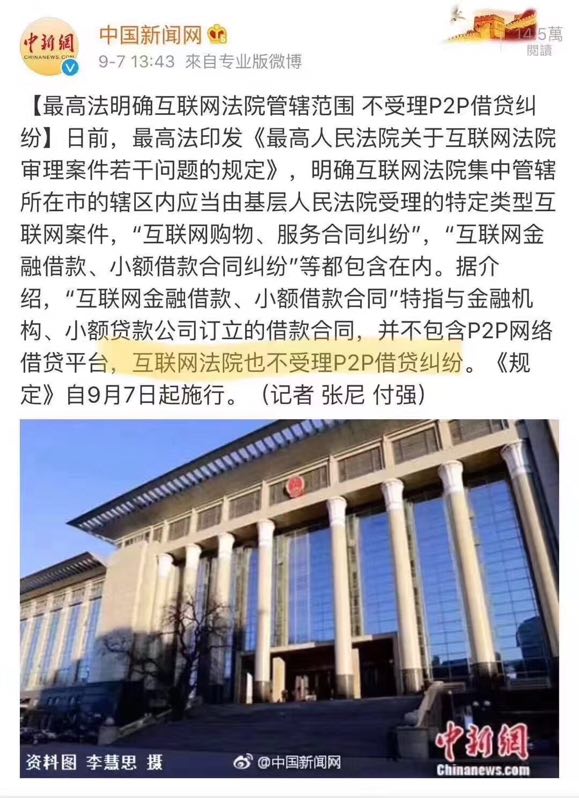 中新網
CHINANEWS.COM
中国新闻网
9-7 13:43 來自专业版微博
14.5萬
閱讀
【最高法明确互联网法院管辖范围 不受理P2P借贷纠
纷】日前，最高法印发《最高人民法院关于互联网法院
审理案件若干问题的规定》，明确互联网法院集中管辖
所在市的辖区内应当由基层人民法院受理的特定类型互
联网案件，“互联网购物、服务合同纠纷”，“互联网金
融借款、小额借款合同纠纷”等都包含在内。据介
绍，“互联网金融借款、小额借款合同”特指与金融机
构、小额贷款公司订立的借款合同，并不包含P2P网络
借贷平台，互联网法院也不受理P2P借贷纠纷。《规
定》自9月7日起施行。（记者 张尼 付强）
资料图 李慧思 摄
@中国新闻网
中新網
Chinanews.com